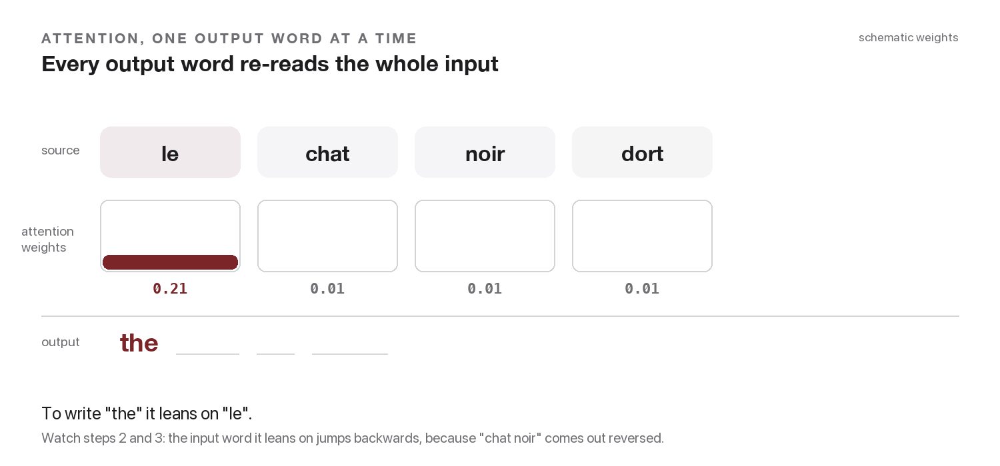 ATTENTION, ONE OUTPUT WORD AT A TIME
schematic weights
Every output word re-reads the whole input
source
le
chat
noir
dort
attention
weights
0.21
0.01
0.01
0.01
output
the
To write "the" it leans on "le".
Watch steps 2 and 3: the input word it leans on jumps backwards, because "chat noir" comes out reversed.